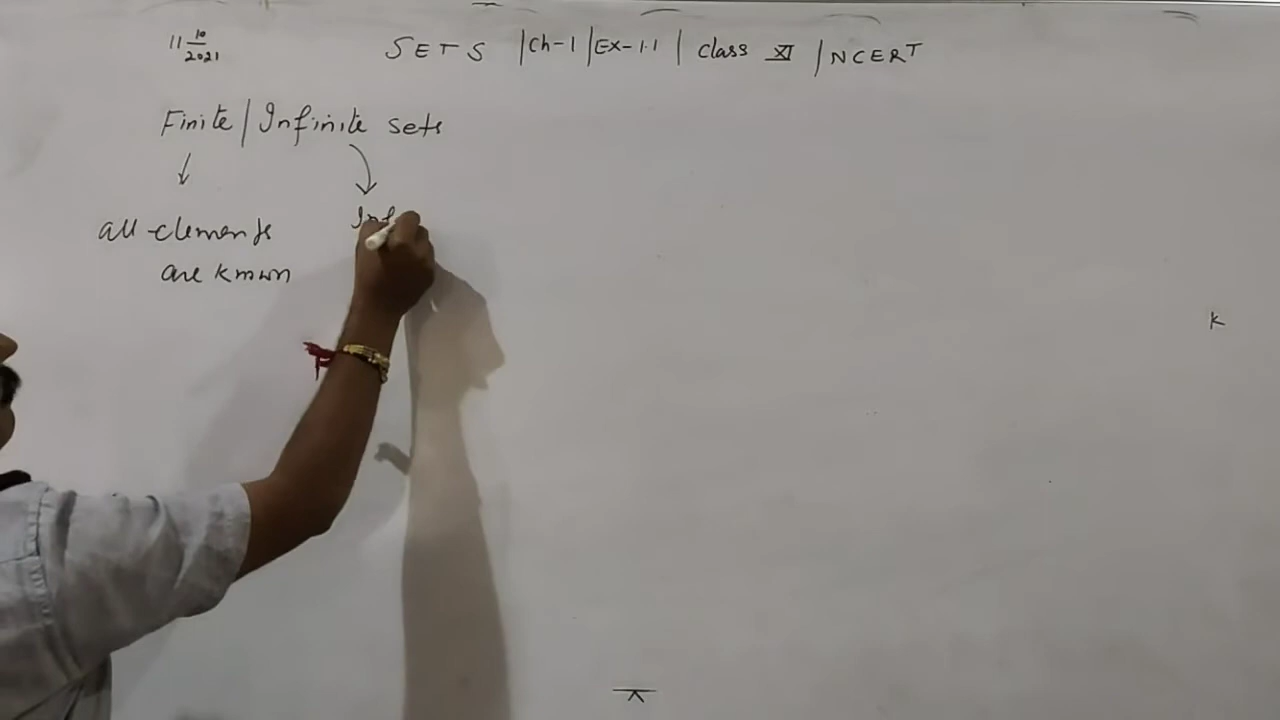 11 10/2021 SETS |Ch-1|Ex-1.1| Class XI |NCERT
Finite/Infinite sets
all elements
are known
Inf
K